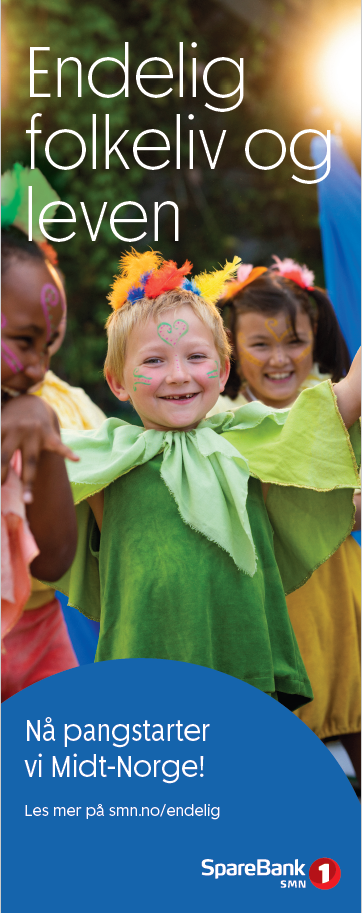 Endelig
folkeliv og
leven
Nå pangstarter
vi Midt-Norge!
Les mer på smn.no/endelig
SpareBank 1
SMN